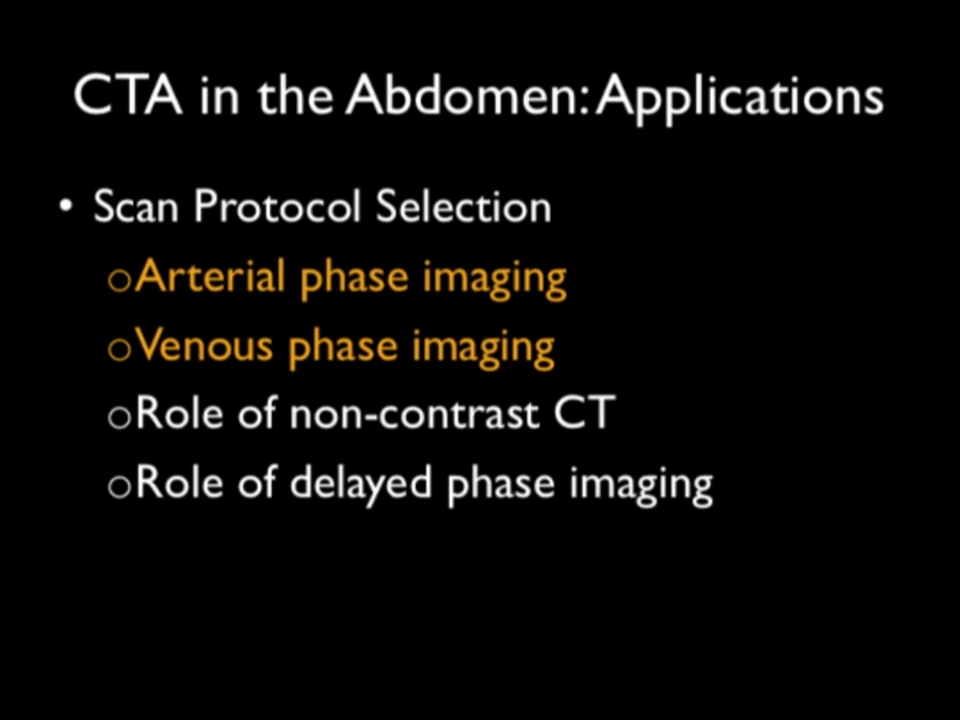 CTA in the Abdomen: Applications
• Scan Protocol Selection
o Arterial phase imaging
o Venous phase imaging
o Role of non-contrast CT
o Role of delayed phase imaging